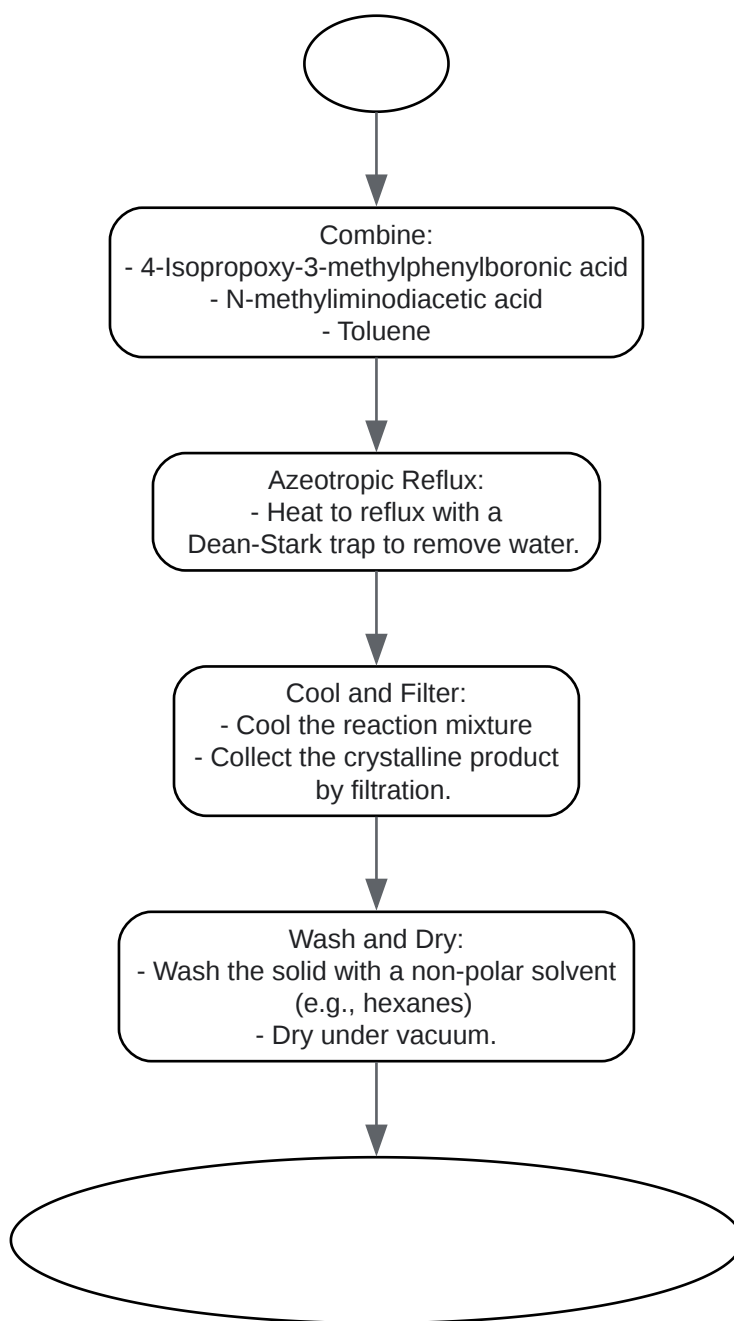 Combine:
- 4-Isopropoxy-3-methylphenylboronic acid
- N-methyliminodiacetic acid
- Toluene
Azeotropic Reflux:
- Heat to reflux with a
Dean-Stark trap to remove water.
Cool and Filter:
- Cool the reaction mixture
- Collect the crystalline product
by filtration.
Wash and Dry:
- Wash the solid with a non-polar solvent
(e.g., hexanes)
- Dry under vacuum.